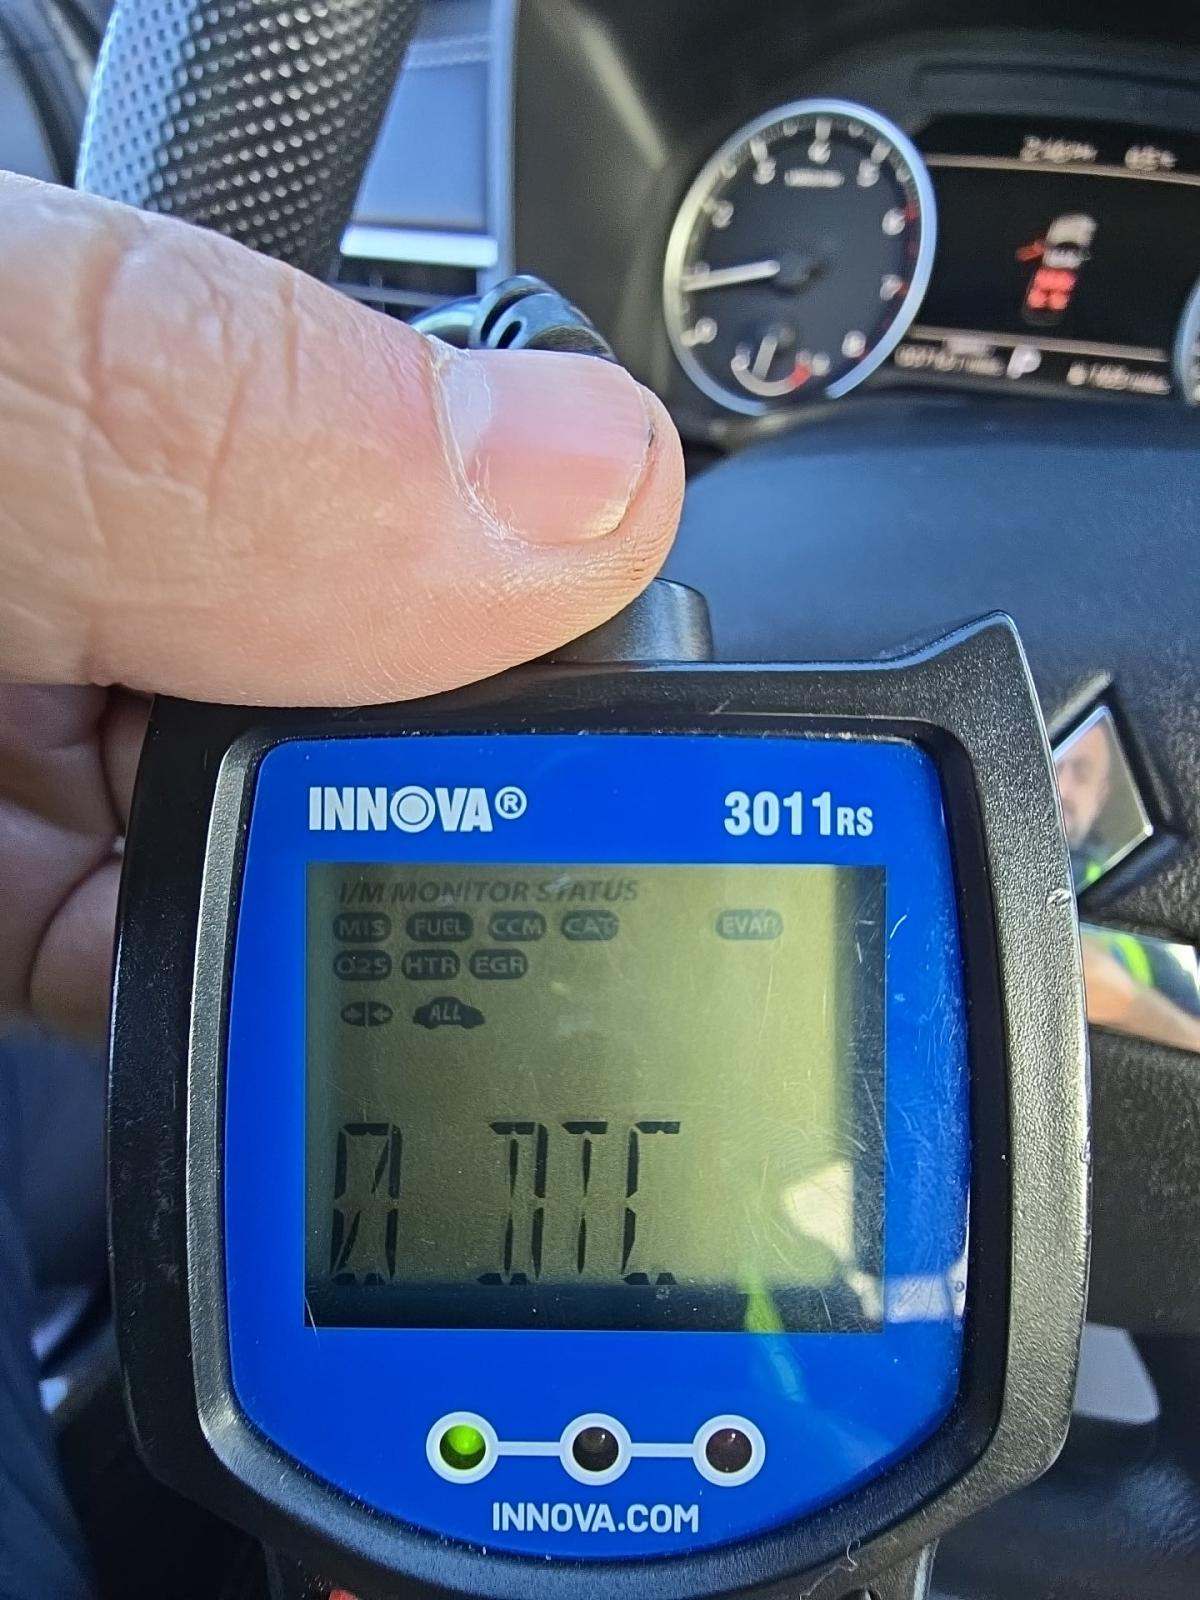 INNOVA®
3011RS
I/M MONITOR STATUS
MIS FUEL CCM CAT EVAP
O2S HTR EGR
ALL
0 DTC
INNOVA.COM